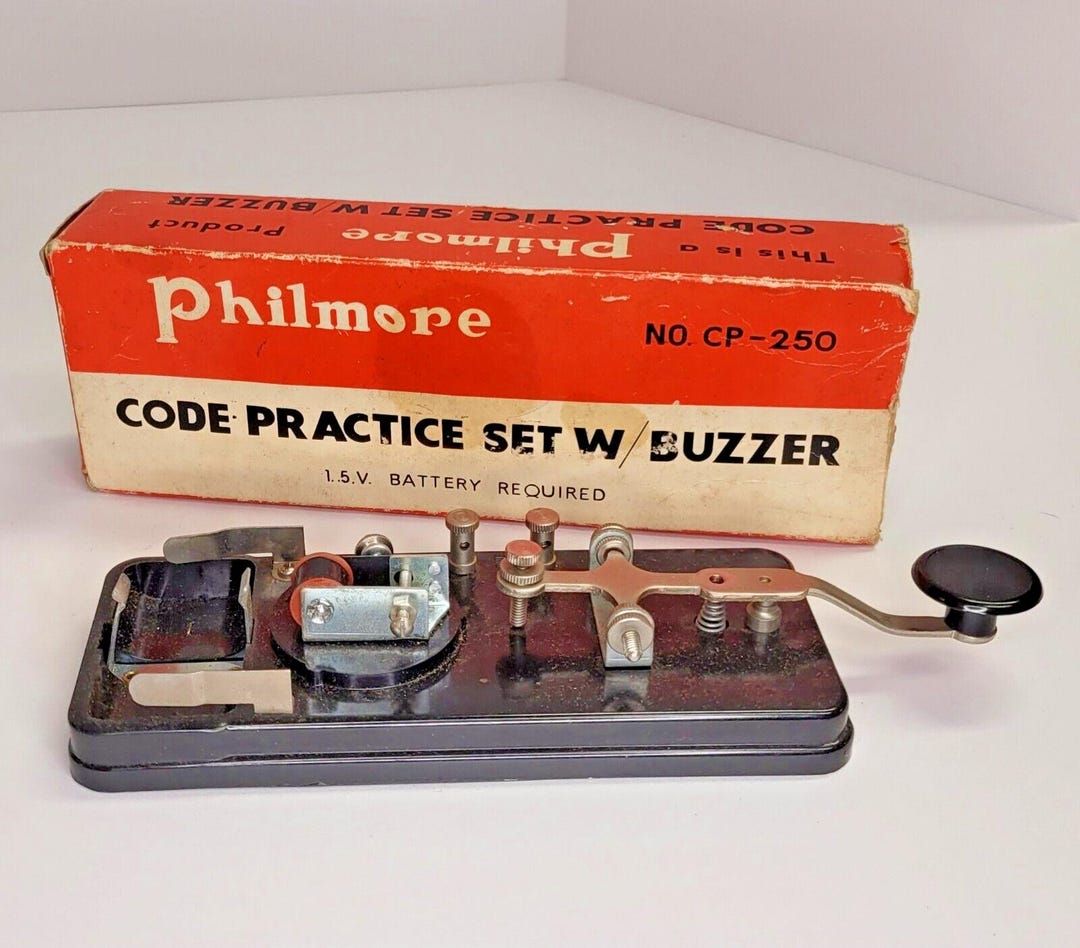 CODE PRACTICE SET W/BUZZER
This is a Philmore Product
Philmore
NO. CP-250
CODE PRACTICE SET W/BUZZER
1.5.V. BATTERY REQUIRED